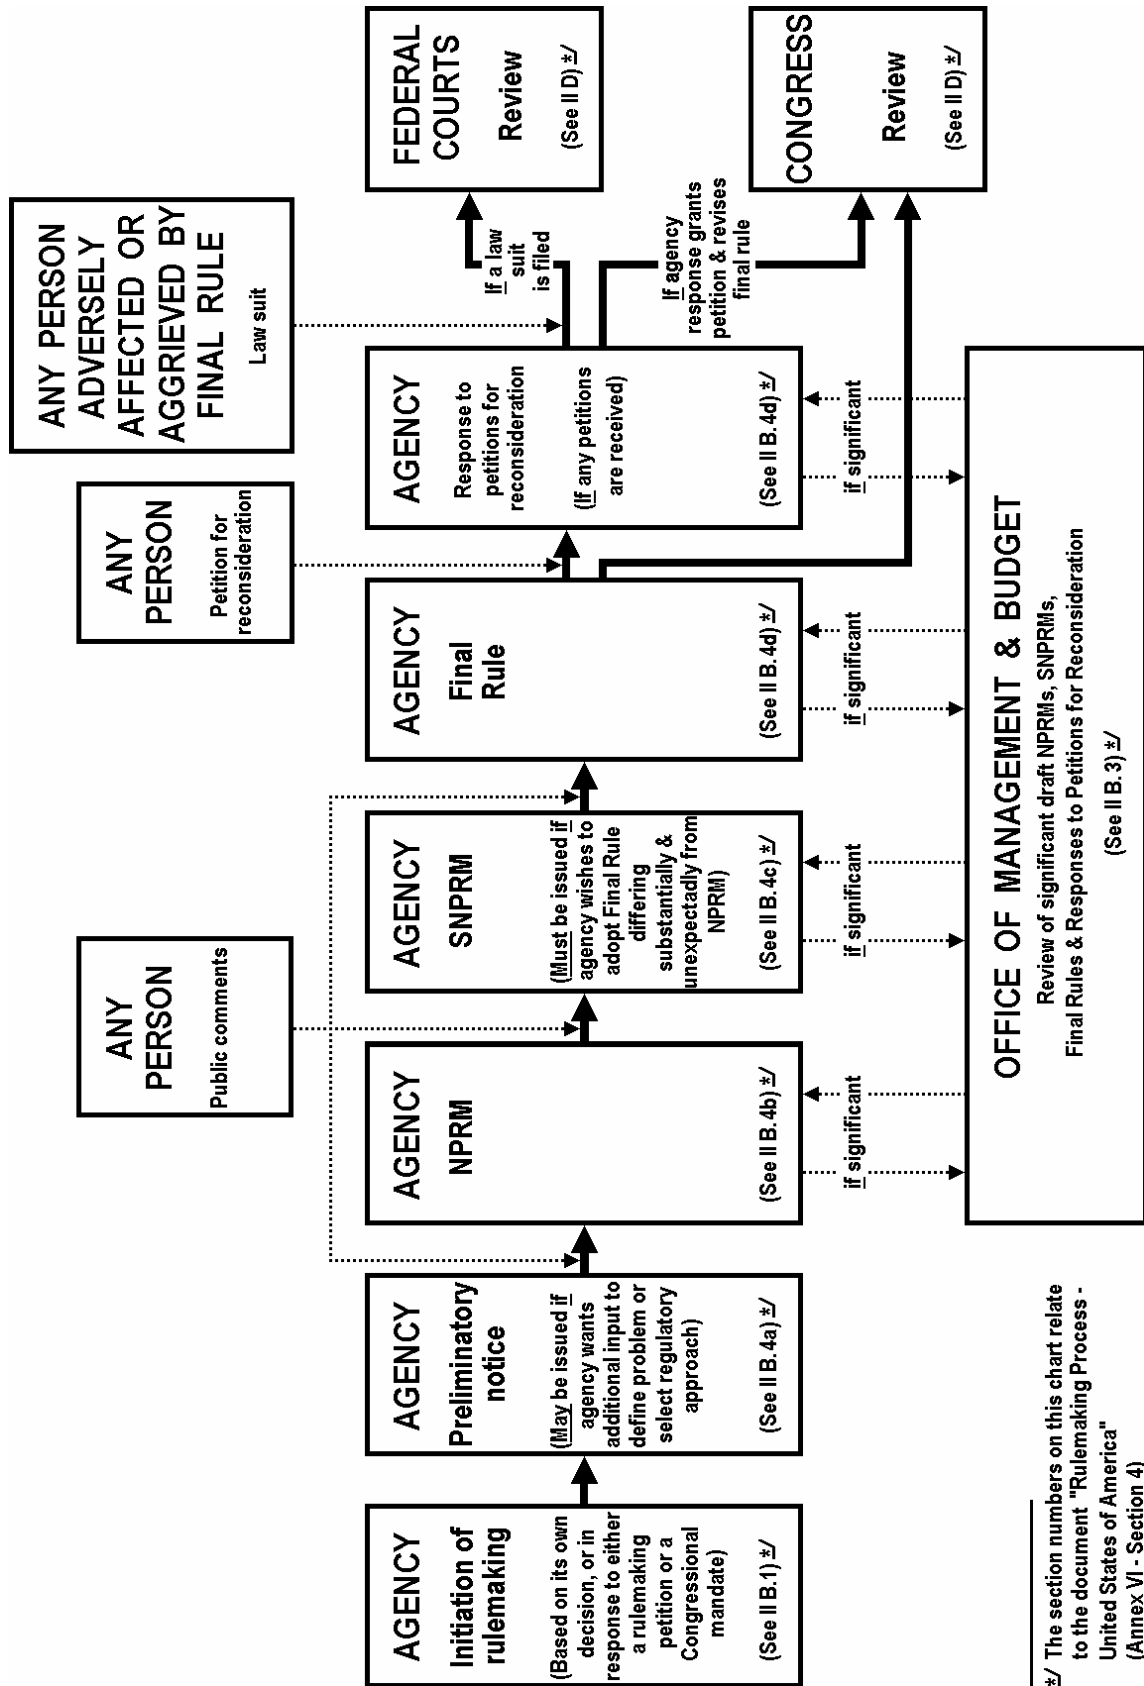 ANY PERSON
ADVERSELY
AFFECTED OR
AGGRIEVED BY
FINAL RULE
Law suit
ANY
PERSON
Petition for
reconsideration
ANY
PERSON
Public comments
AGENCY
Initiation of
rulemaking
(Based on its own
decision, or in
response to either
a rulemaking
petition or a
Congressional
mandate)
(See II B.1) */
AGENCY
Preliminatory
notice
(May be issued if
agency wants
additional input to
define problem or
select regulatory
approach)
(See II B.4a) */
AGENCY
NPRM
(See II B.4b) */
AGENCY
SNPRM
(Must be issued if
agency wishes to
adopt Final Rule
differing
substantially &
unexpectadly from
NPRM)
(See II B.4c) */
AGENCY
Final
Rule
(See II B.4d) */
AGENCY
Response to
petitions for
reconsideration
(If any petitions
are received)
(See II B.4d) */
If a law
suit
is filed
If agency
response grants
petition & revises
final rule
FEDERAL
COURTS
Review
(See II D) */
CONGRESS
Review
(See II D) */
if significant
if significant
if significant
if significant
OFFICE OF MANAGEMENT & BUDGET
Review of significant draft NPRMs, SNPRMs,
Final Rules & Responses to Petitions for Reconsideration
(See II B.3) */
*/ The section numbers on this chart relate
to the document "Rulemaking Process -
United States of America"
(Annex VI - Section 4)